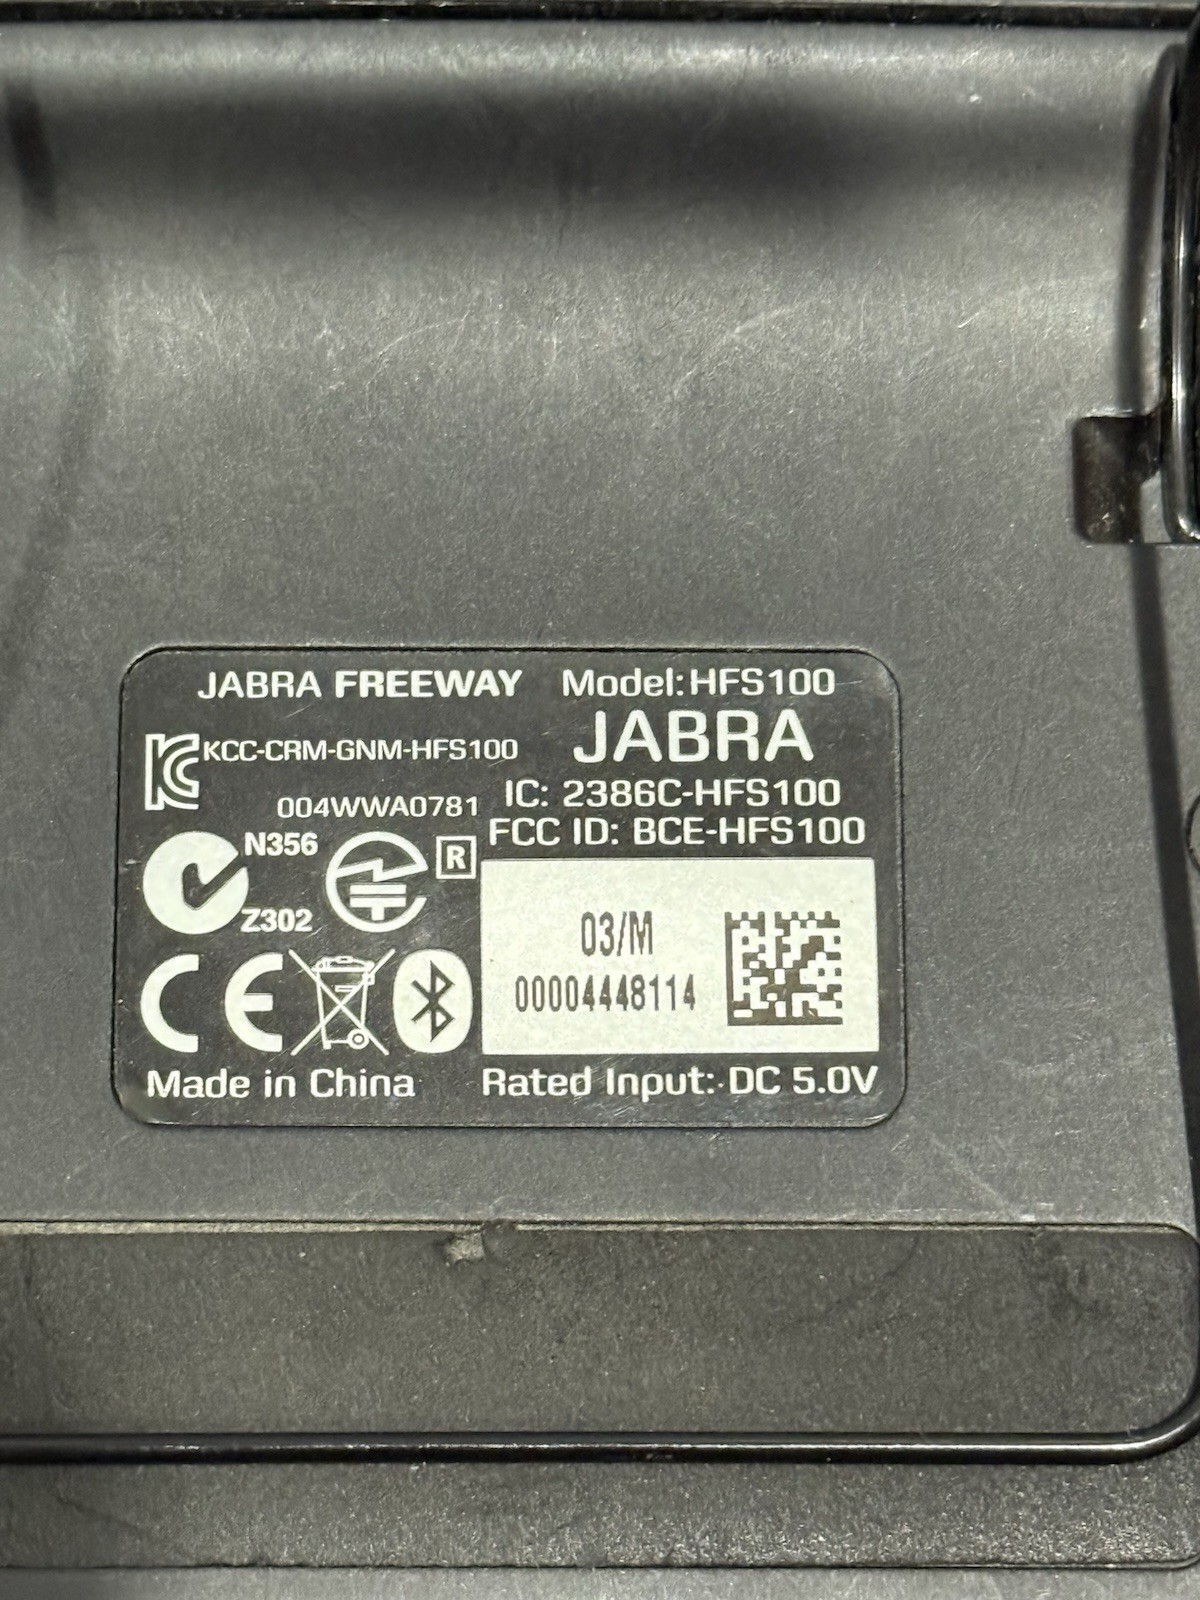 JABRA FREEWAY Model: HFS100
KCC-CRM-GNM-HFS100 JABRA
004WWA0781 IC: 2386C-HFS100
R FCC ID: BCE-HFS100
N356
Z302
03/M
00004448114
CE
Made in China Rated Input: DC 5.0V